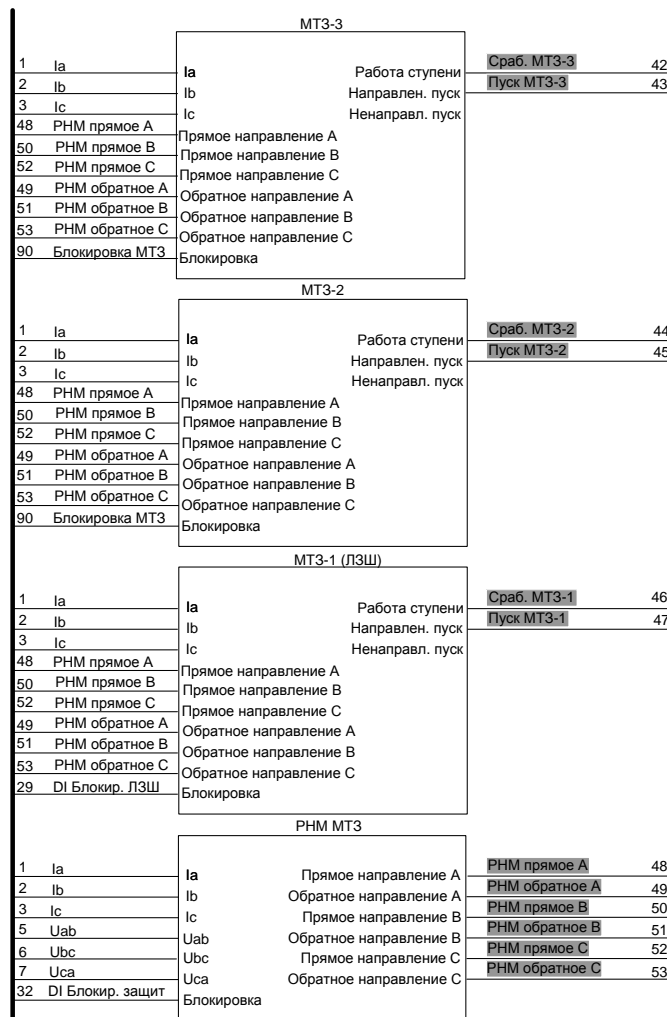 МТЗ-3
1 Ia Ia Работа ступени Сраб. МТЗ-3 42
2 Ib Ib Направлен. пуск Пуск МТЗ-3 43
3 Ic Ic Ненаправл. пуск
48 РНМ прямое А Прямое направление А
50 РНМ прямое В Прямое направление В
52 РНМ прямое С Прямое направление С
49 РНМ обратное А Обратное направление А
51 РНМ обратное В Обратное направление В
53 РНМ обратное С Обратное направление С
90 Блокировка МТЗ Блокировка
МТЗ-2
1 Ia Ia Работа ступени Сраб. МТЗ-2 44
2 Ib Ib Направлен. пуск Пуск МТЗ-2 45
3 Ic Ic Ненаправл. пуск
48 РНМ прямое А Прямое направление А
50 РНМ прямое В Прямое направление В
52 РНМ прямое С Прямое направление С
49 РНМ обратное А Обратное направление А
51 РНМ обратное В Обратное направление В
53 РНМ обратное С Обратное направление С
90 Блокировка МТЗ Блокировка
МТЗ-1 (ЛЗШ)
1 Ia Ia Работа ступени Сраб. МТЗ-1 46
2 Ib Ib Направлен. пуск Пуск МТЗ-1 47
3 Ic Ic Ненаправл. пуск
48 РНМ прямое А Прямое направление А
50 РНМ прямое В Прямое направление В
52 РНМ прямое С Прямое направление С
49 РНМ обратное А Обратное направление А
51 РНМ обратное В Обратное направление В
53 РНМ обратное С Обратное направление С
29 DI Блокир. ЛЗШ Блокировка
РНМ МТЗ
1 Ia Ia Прямое направление А РНМ прямое А 48
2 Ib Ib Обратное направление А РНМ обратное А 49
3 Ic Ic Прямое направление В РНМ прямое В 50
5 Uab Uab Обратное направление В РНМ обратное В 51
6 Ubc Ubc Прямое направление С РНМ прямое С 52
7 Uca Uca Обратное направление С РНМ обратное С 53
32 DI Блокир. защит Блокировка